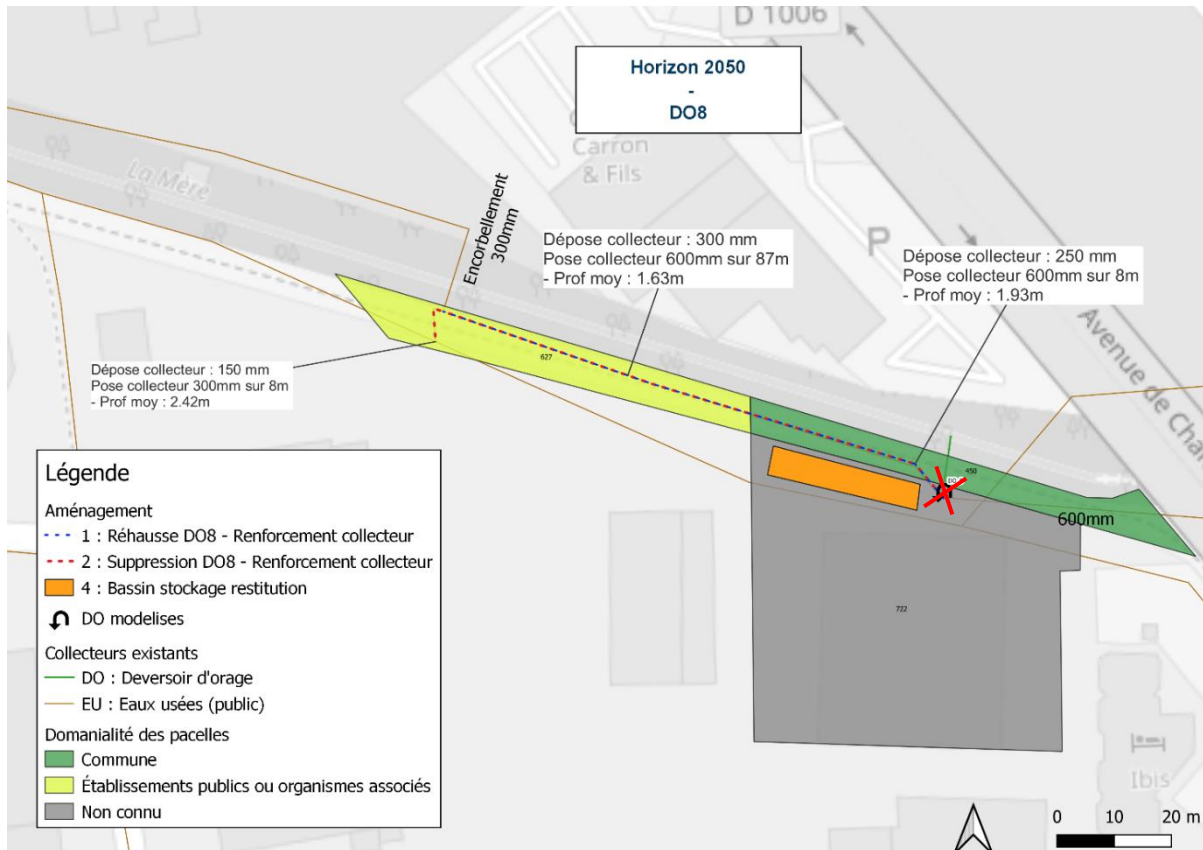 D 1006
Horizon 2050
-
DO8
Carron
& Fils
La Mère
Encorbellement
300mm
Dépose collecteur : 300 mm
Pose collecteur 600mm sur 87m
- Prof moy : 1.63m
P
Dépose collecteur : 250 mm
Pose collecteur 600mm sur 8m
- Prof moy : 1.93m
Avenue de Cha
Dépose collecteur : 150 mm
Pose collecteur 300mm sur 8m
- Prof moy : 2.42m
627
450
600mm
722
Ibis
Légende
Aménagement
1 : Réhausse DO8 - Renforcement collecteur
2 : Suppression DO8 - Renforcement collecteur
4 : Bassin stockage restitution
DO modelises
Collecteurs existants
DO : Deversoir d'orage
EU : Eaux usées (public)
Domanialité des pacelles
Commune
Établissements publics ou organismes associés
Non connu
0 10 20 m